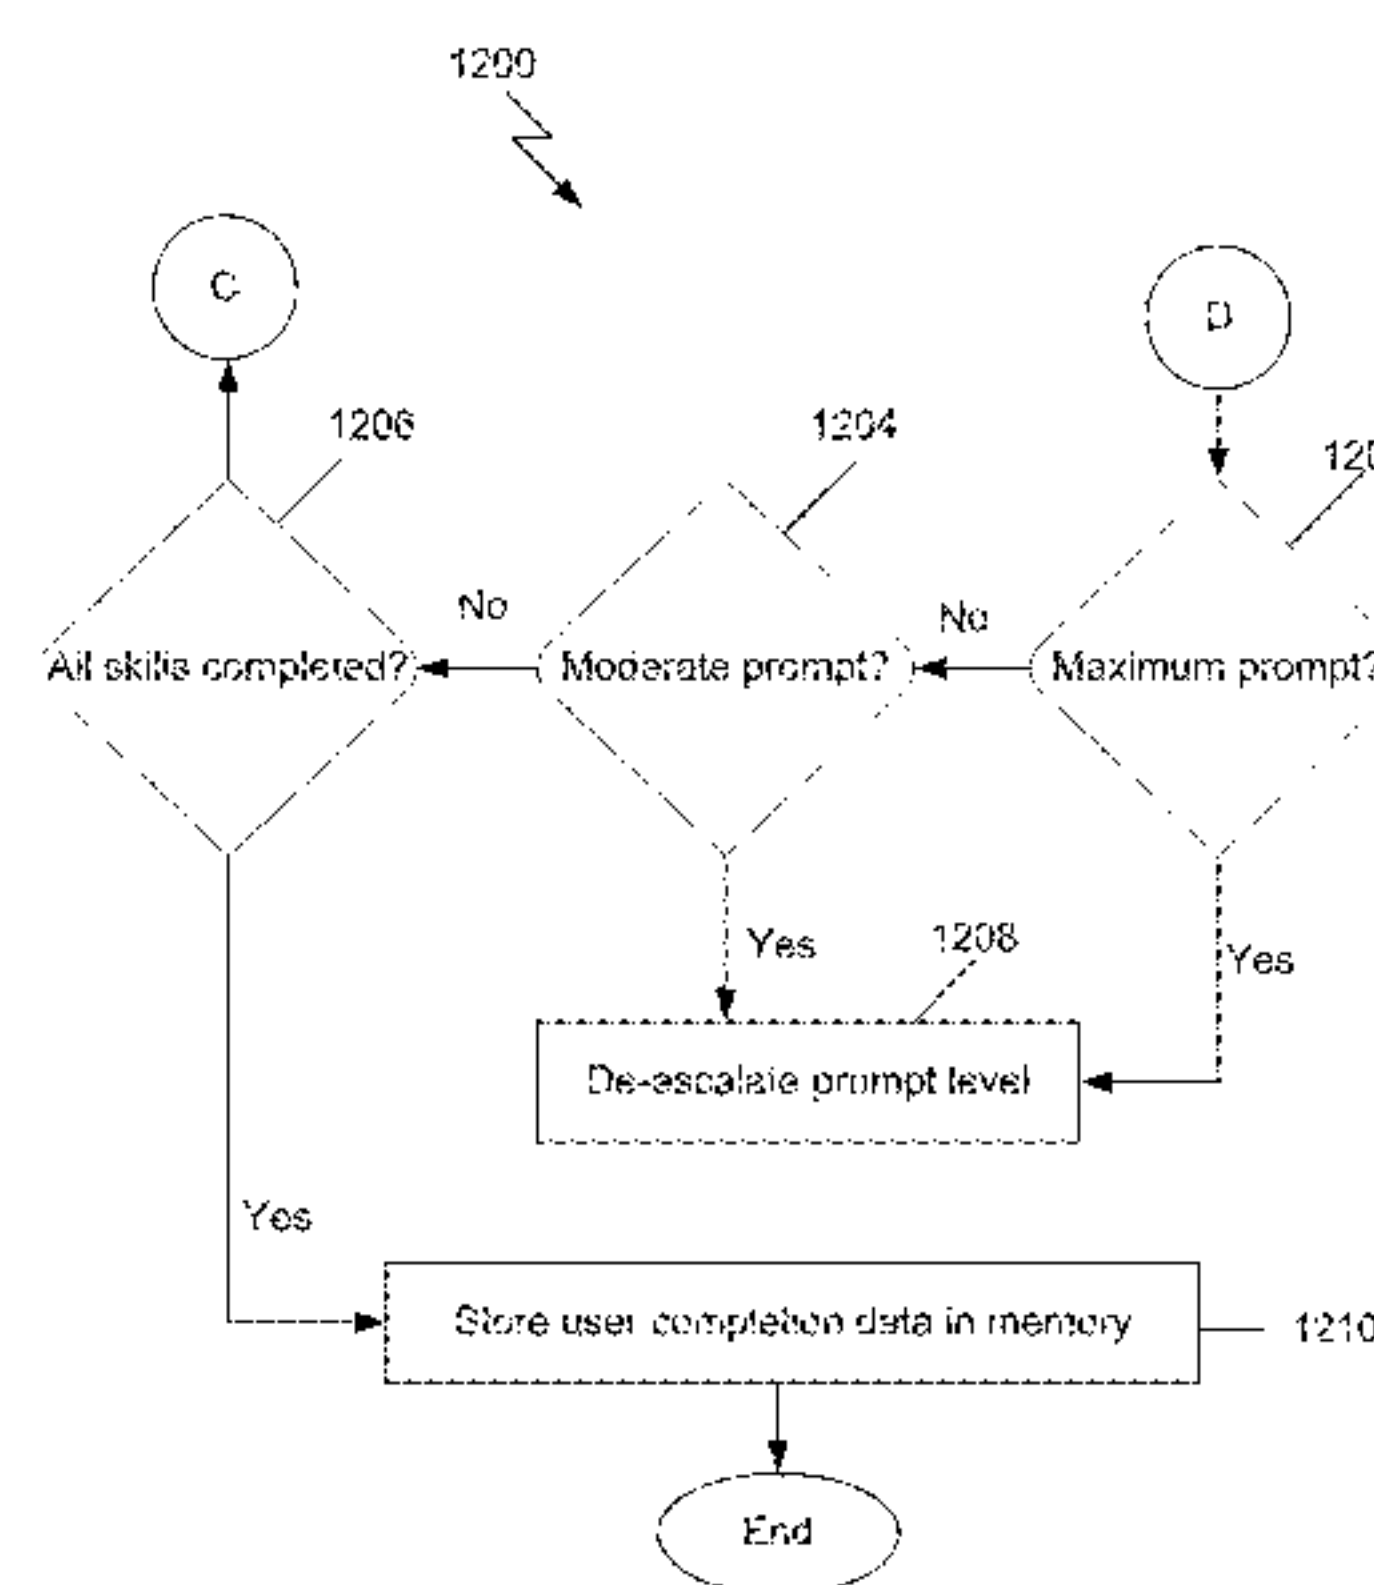 1200
C
D
1206
1204
120
No
No
All skills completed?
Moderate prompt?
Maximum prompt?
Yes
1208
Yes
De-escalate prompt level
Yes
Store user completion data in memory
1210
End